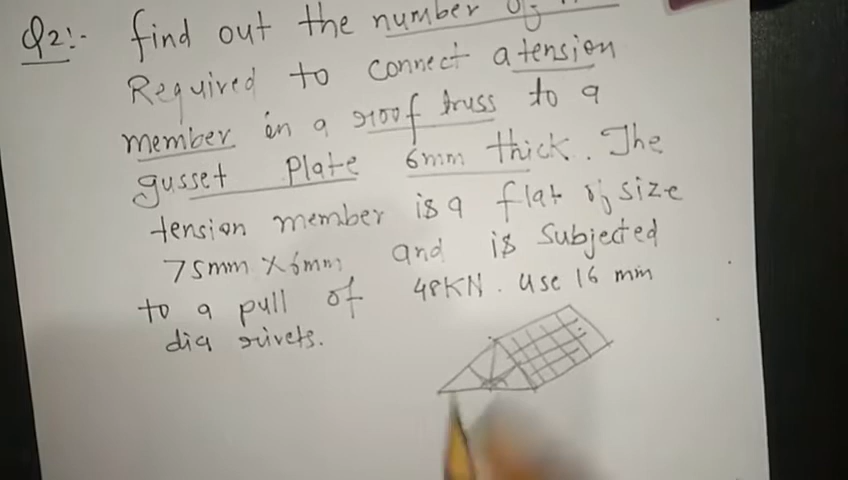 Q2:- find out the number of
Required to connect a tension
member in a roof truss to a
gusset Plate 6mm thick. The
tension member is a flat of size
75mm x 6mm and is Subjected
to a pull of 48KN. use 16 mm
dia rivets.